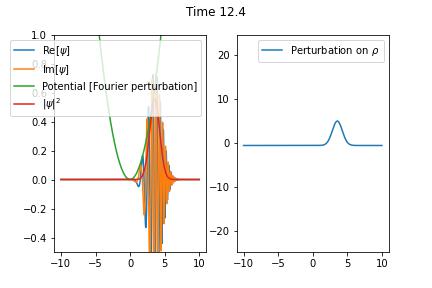 Time 12.4
1.0
0.8
0.6
0.4
0.2
0.0
−0.2
−0.4
−10 −5 0 5 10
Re[ψ]
Im[ψ]
Potential [Fourier perturbation]
|ψ|²
20
10
0
−10
−20
−10 −5 0 5 10
Perturbation on ρ